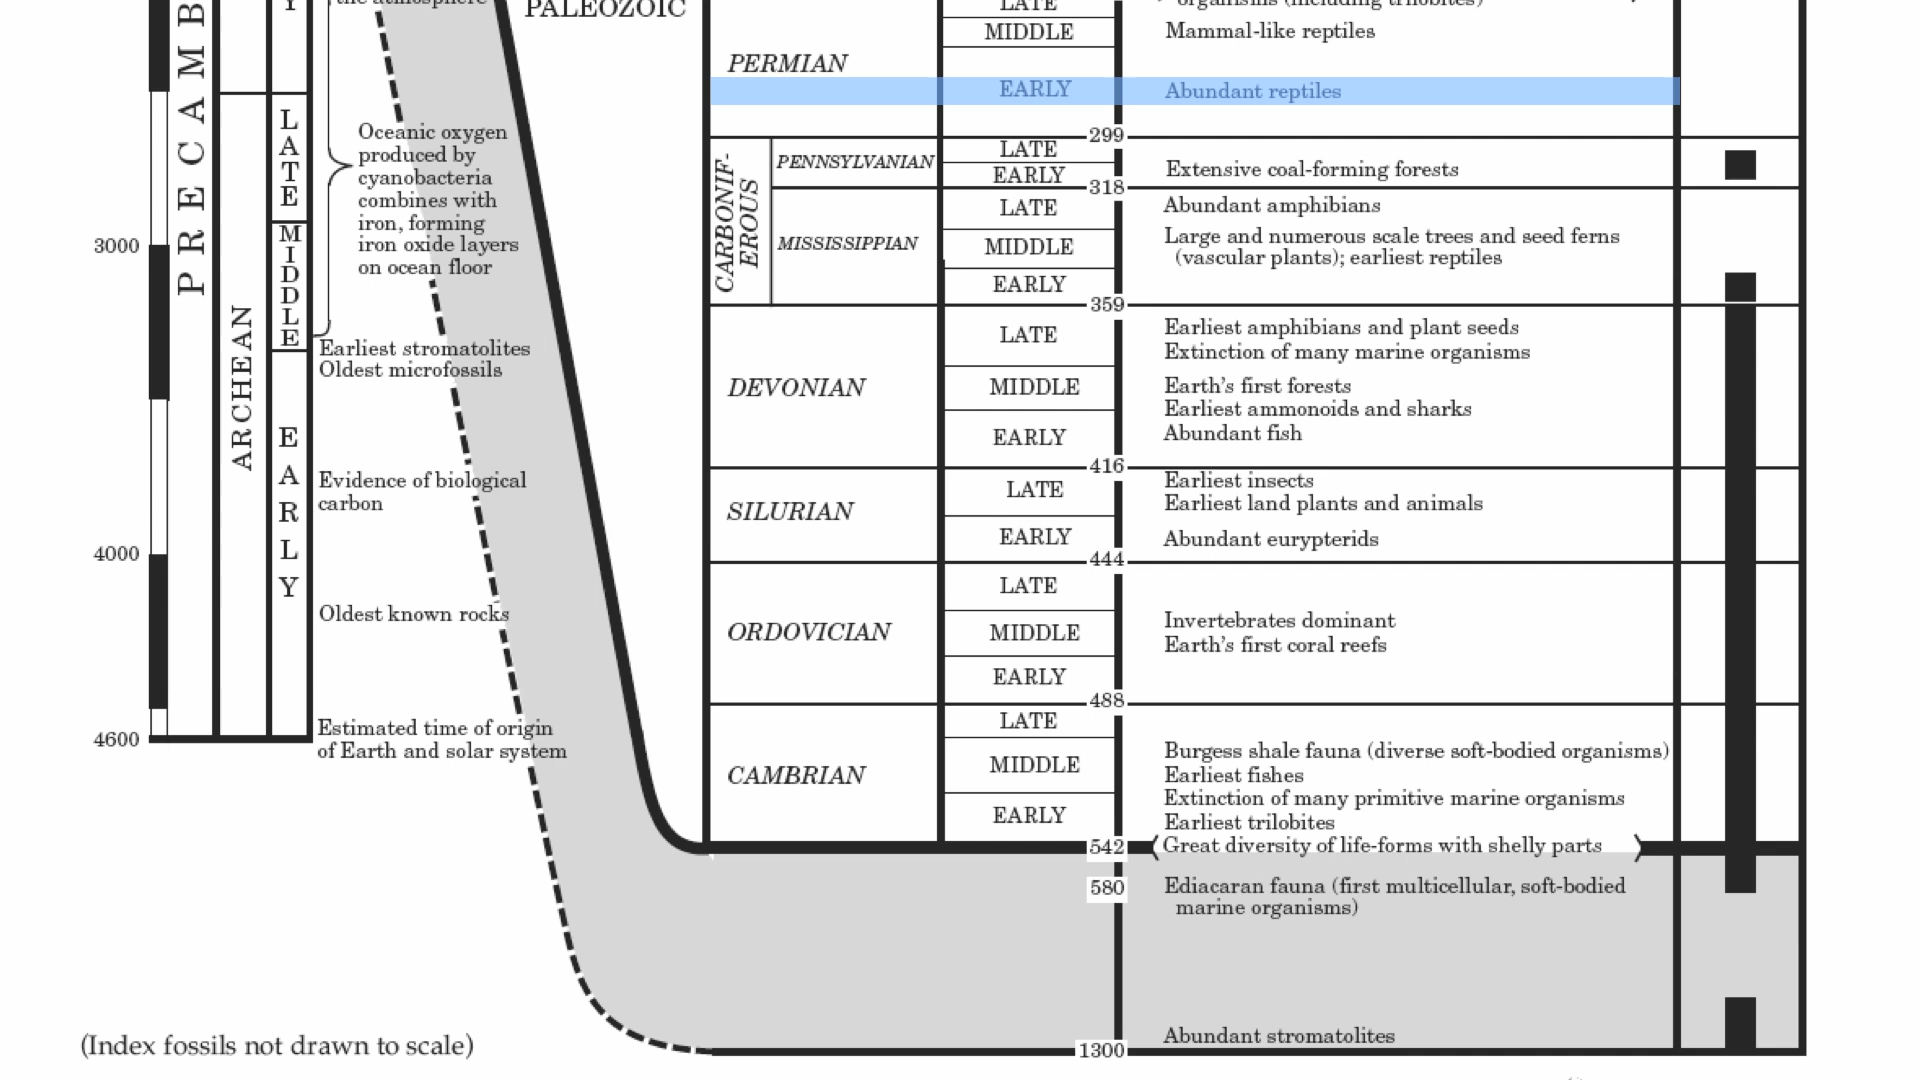 the atmosphere
PALEOZOIC
Y
P R E C A M B
LATE
organisms (including trilobites)
MIDDLE
Mammal-like reptiles
PERMIAN
EARLY
Abundant reptiles
299
LATE
Oceanic oxygen
produced by
cyanobacteria
combines with
iron, forming
iron oxide layers
on ocean floor
CARBONIF-
EROUS
PENNSYLVANIAN
LATE
EARLY
Extensive coal-forming forests
318
MISSISSIPPIAN
LATE
Abundant amphibians
MIDDLE
Large and numerous scale trees and seed ferns
(vascular plants); earliest reptiles
EARLY
359
3000
MIDDLE
ARCHEAN
Earliest stromatolites
Oldest microfossils
DEVONIAN
LATE
Earliest amphibians and plant seeds
Extinction of many marine organisms
MIDDLE
Earth's first forests
Earliest ammonoids and sharks
EARLY
Abundant fish
416
EARLY
Evidence of biological
carbon
SILURIAN
LATE
Earliest insects
Earliest land plants and animals
EARLY
Abundant eurypterids
444
4000
Oldest known rocks
ORDOVICIAN
LATE
MIDDLE
Invertebrates dominant
Earth's first coral reefs
EARLY
488
4600
Estimated time of origin
of Earth and solar system
CAMBRIAN
LATE
MIDDLE
Burgess shale fauna (diverse soft-bodied organisms)
Earliest fishes
Extinction of many primitive marine organisms
EARLY
Earliest trilobites
542
Great diversity of life-forms with shelly parts
580
Ediacaran fauna (first multicellular, soft-bodied
marine organisms)
Abundant stromatolites
1300
(Index fossils not drawn to scale)